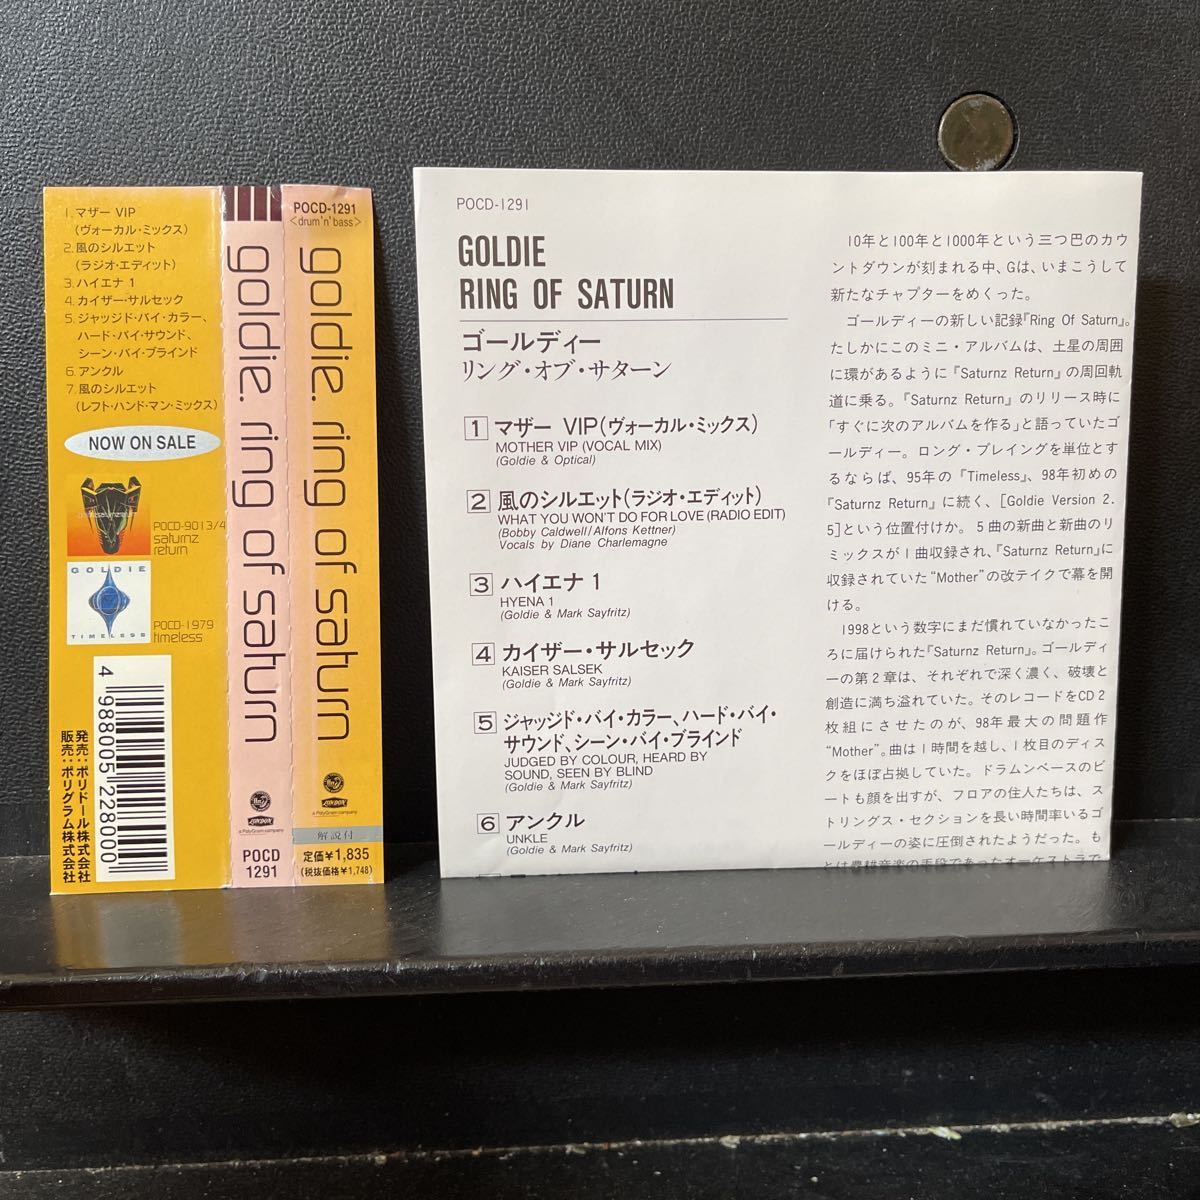 1. マザー VIP
(ヴォーカル・ミックス)
2. 風のシルエット
(ラジオ・エディット)
3. ハイエナ 1
4. カイザー・サルセック
5. ジャッジド・バイ・カラー、
ハード・バイ・サウンド、
シーン・バイ・ブラインド
6. アンクル
7. 風のシルエット
(レフト・ハンド・マン・ミックス)
NOW ON SALE
POCD-9013/4
saturnz
return
GOLDIE
TIMELESS
POCD-1979
timeless
4 988005 228000
発売:ポリドール株式会社
販売:ポリグラム株式会社
goldie. ring of saturn
LONDON
a PolyGram company
POCD
1291
POCD-1291
<drum'n'bass>
goldie. ring of saturn
LONDON
a PolyGram company
解説付
定価¥1,835
(税抜価格¥1,748)
POCD-1291
GOLDIE
RING OF SATURN
ゴールディー
リング・オブ・サターン
1 マザー VIP(ヴォーカル・ミックス)
MOTHER VIP (VOCAL MIX)
(Goldie & Optical)
2 風のシルエット(ラジオ・エディット)
WHAT YOU WON'T DO FOR LOVE (RADIO EDIT)
(Bobby Caldwell/Alfons Kettner)
Vocals by Diane Charlemagne
3 ハイエナ 1
HYENA 1
(Goldie & Mark Sayfritz)
4 カイザー・サルセック
KAISER SALSEK
(Goldie & Mark Sayfritz)
5 ジャッジド・バイ・カラー、ハード・バイ・
サウンド、シーン・バイ・ブラインド
JUDGED BY COLOUR, HEARD BY
SOUND, SEEN BY BLIND
(Goldie & Mark Sayfritz)
6 アンクル
UNKLE
(Goldie & Mark Sayfritz)
10年と100年と1000年という三つ巴のカウ
ントダウンが刻まれる中、Gは、いまこうして
新たなチャプターをめくった。
ゴールディーの新しい記録『Ring Of Saturn』。
たしかにこのミニ・アルバムは、土星の周囲
に環があるように『Saturnz Return』の周回軌
道に乗る。『Saturnz Return』のリリース時に
「すぐに次のアルバムを作る」と語っていたゴ
ールディー。ロング・プレイングを単位とす
るならば、95年の『Timeless』、98年初めの
『Saturnz Return』に続く、[Goldie Version 2.
5]という位置付けか。5曲の新曲と新曲のリ
ミックスが1曲収録され、『Saturnz Return』に
収録されていた“Mother”の改テイクで幕を開
ける。
1998という数字にまだ慣れていなかったこ
ろに届けられた『Saturnz Return』。ゴールディ
ーの第2章は、それぞれで深く濃く、破壊と
創造に満ち溢れていた。そのレコードをCD2
枚組にさせたのが、98年最大の問題作
“Mother”。曲は1時間を越し、1枚目のディス
クをほぼ占拠していた。ドラムンベースのビ
ートも顔を出すが、フロアの住人たちは、ス
トリングス・セクションを長い時間率いるゴ
ールディーの姿に圧倒されたようだった。も
とは農耕音楽の手段であったオーケストラで